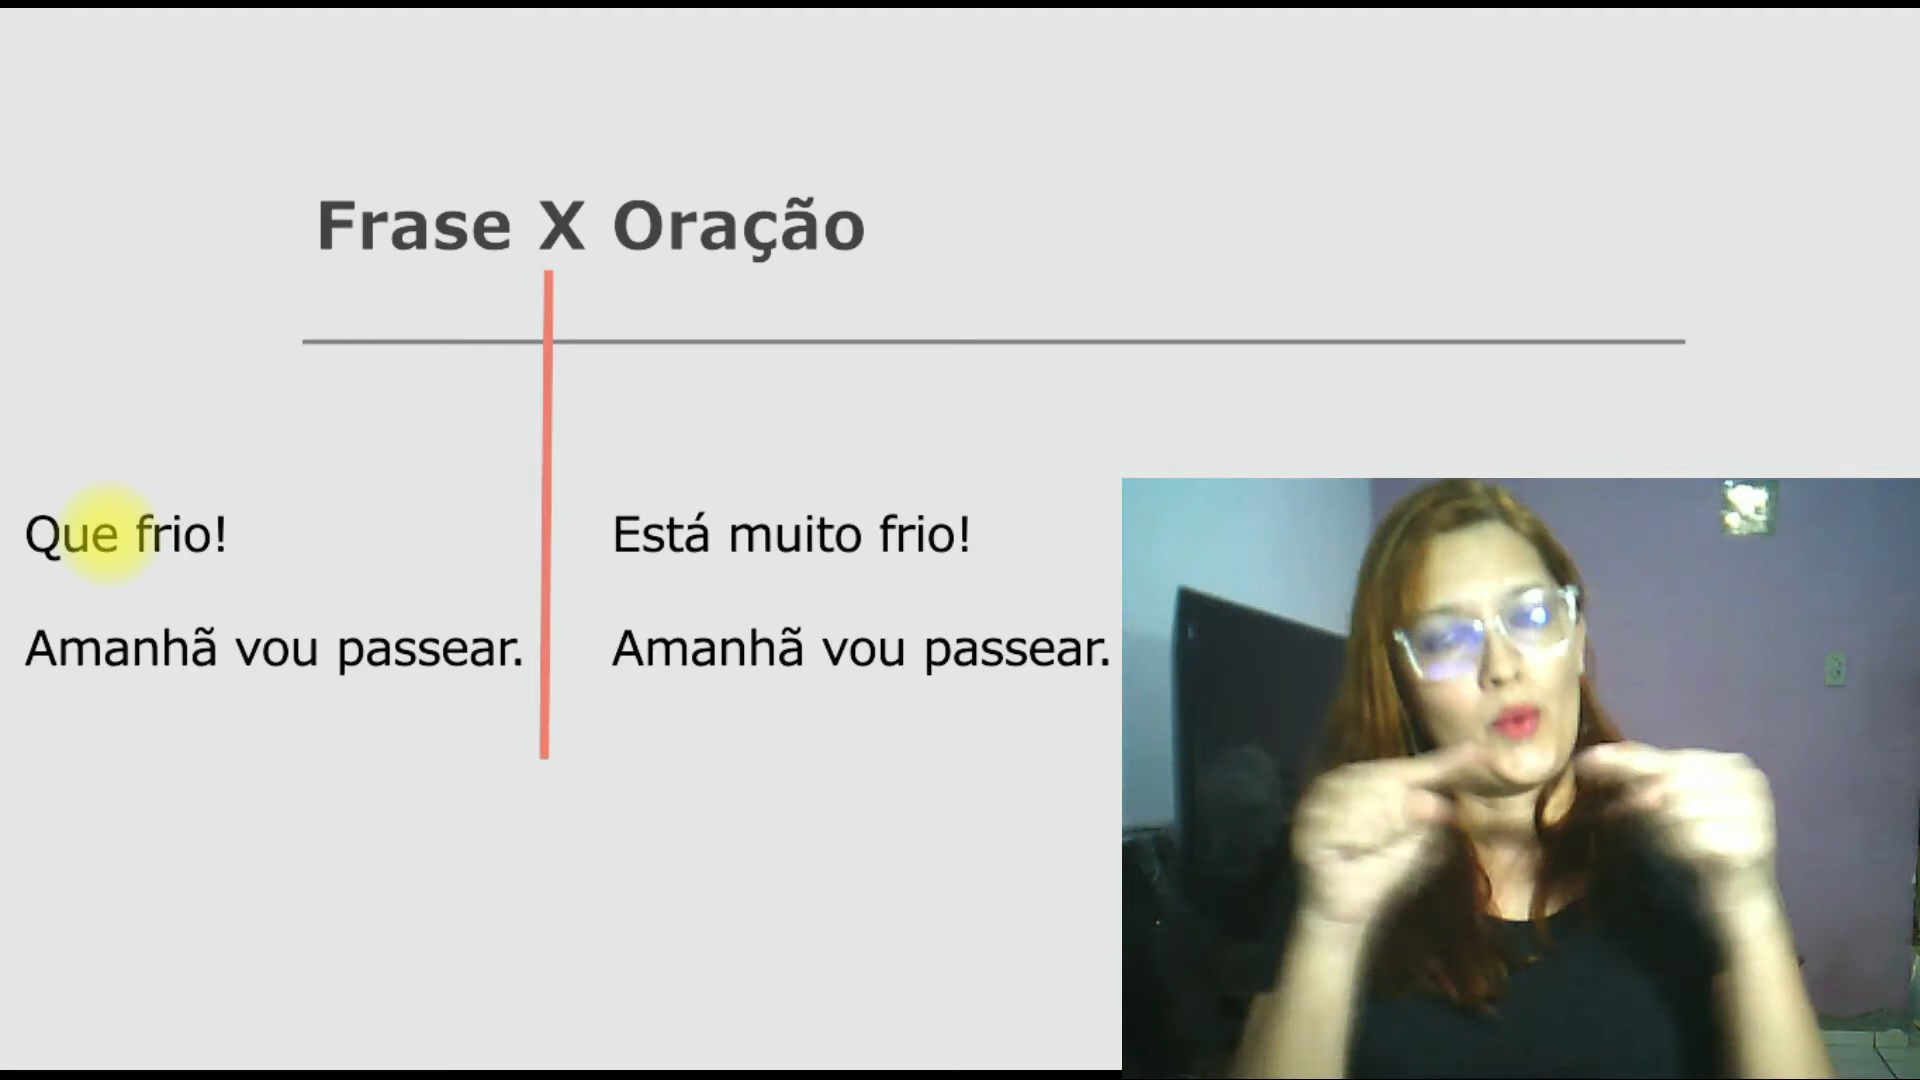 Frase X Oração
Que frio!
Está muito frio!
Amanhã vou passear.
Amanhã vou passear.